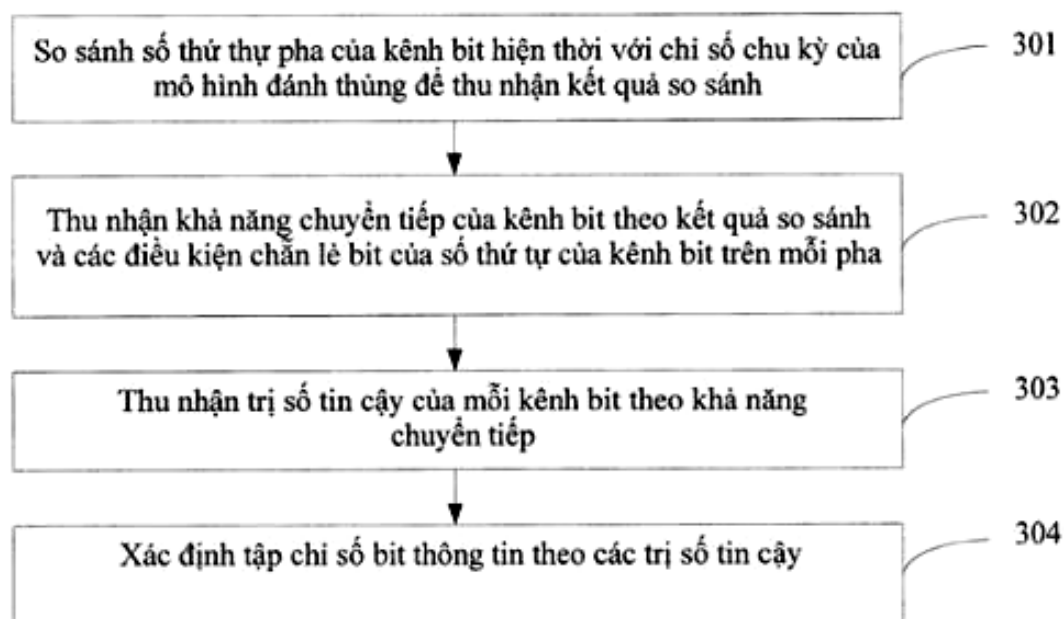 So sánh số thứ thự pha của kênh bit hiện thời với chỉ số chu kỳ của
mô hình đánh thủng để thu nhận kết quả so sánh
301
Thu nhận khả năng chuyển tiếp của kênh bit theo kết quả so sánh
và các điều kiện chẵn lẻ bit của số thứ tự của kênh bit trên mỗi pha
302
Thu nhận trị số tin cậy của mỗi kênh bit theo khả năng
chuyển tiếp
303
Xác định tập chỉ số bit thông tin theo các trị số tin cậy
304